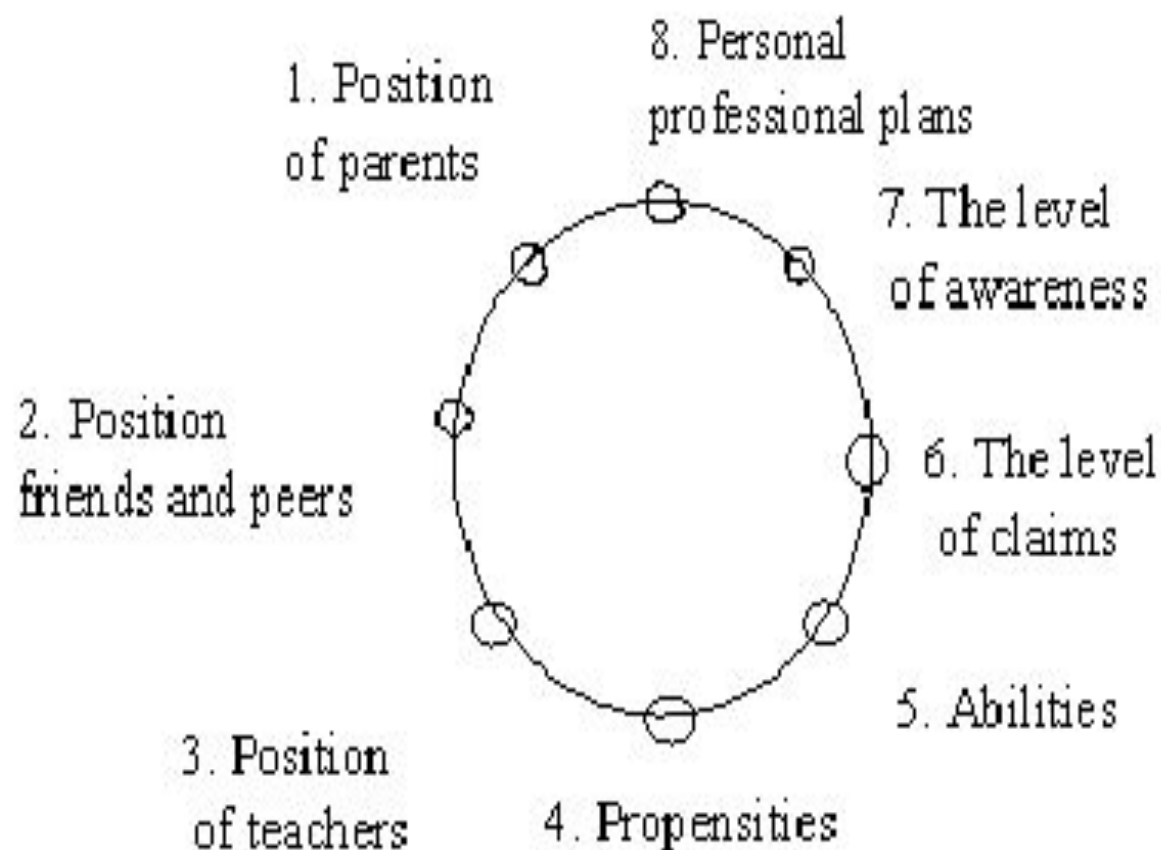 1. Position
of parents
2. Position
friends and peers
3. Position
of teachers
4. Propensities
5. Abilities
6. The level
of claims
7. The level
of awareness
8. Personal
professional plans